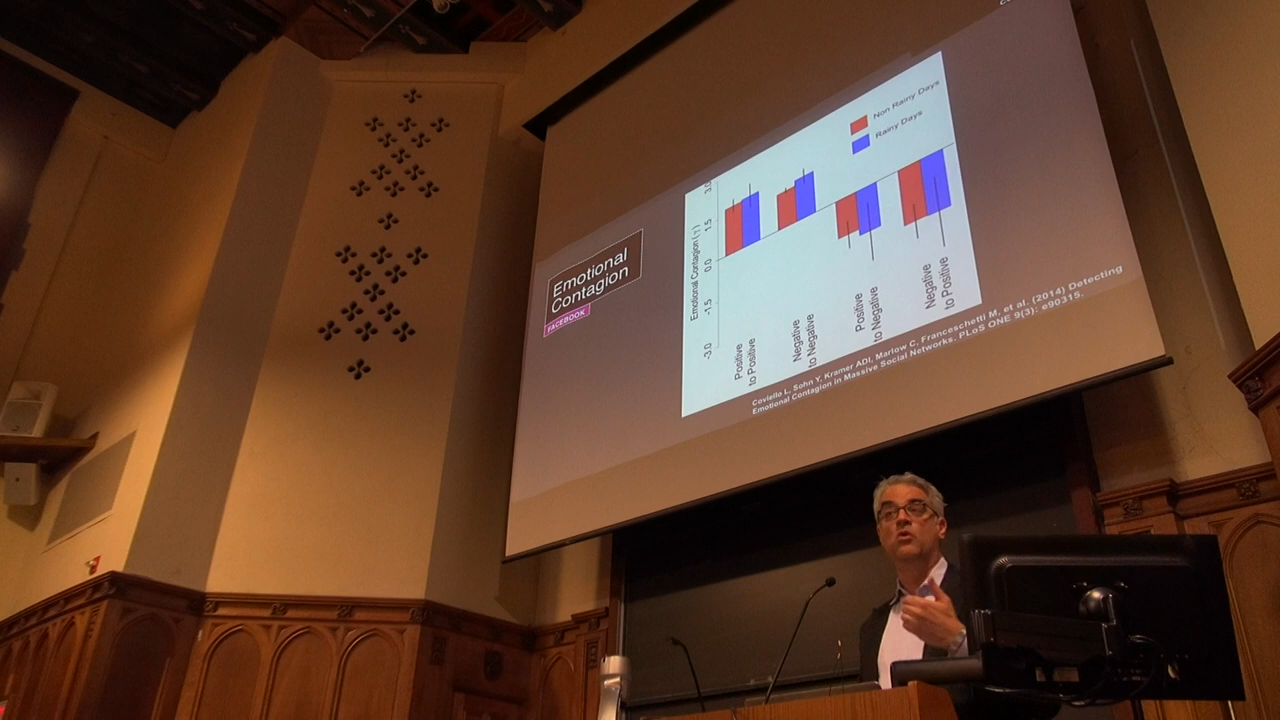 Emotional
Contagion
FACEBOOK
Non Rainy Days
Rainy Days
Emotional Contagion (γ)
3.0
1.5
0.0
-1.5
-3.0
Positive
to Positive
Negative
to Negative
Positive
to Negative
Negative
to Positive
Coviello L, Sohn Y, Kramer ADI, Marlow C, Franceschetti M, et al. (2014) Detecting
Emotional Contagion in Massive Social Networks. PLoS ONE 9(3): e90315.